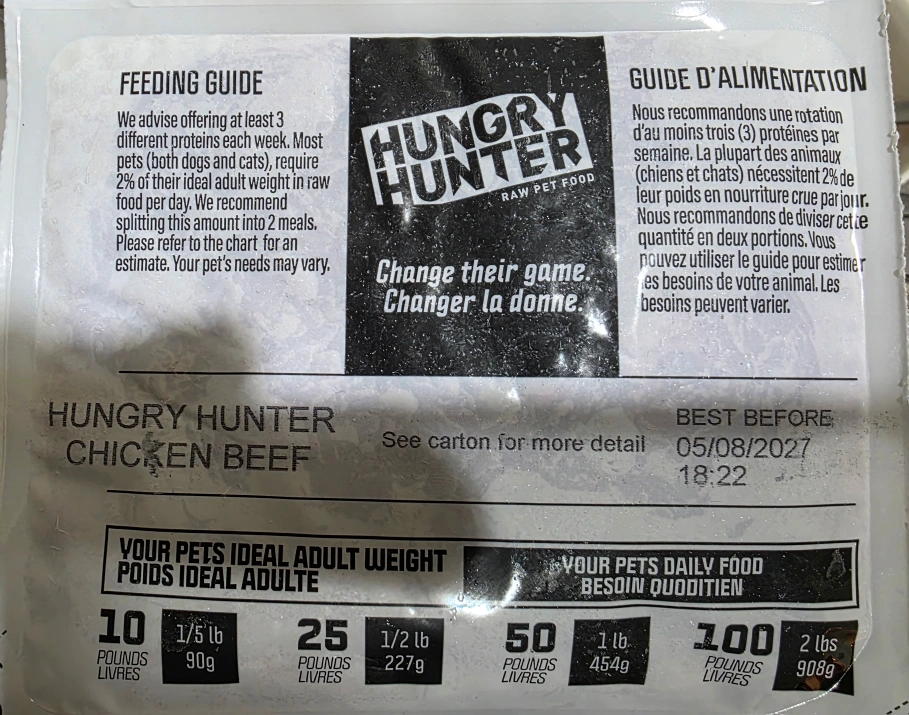 FEEDING GUIDE
We advise offering at least 3
different proteins each week. Most
pets (both dogs and cats), require
2% of their ideal adult weight in raw
food per day. We recommend
splitting this amount into 2 meals.
Please refer to the chart for an
estimate. Your pet's needs may vary.
HUNGRY
HUNTER
RAW PET FOOD
Change their game.
Changer la donne.
GUIDE D'ALIMENTATION
Nous recommandons une rotation
d'au moins trois (3) protéines par
semaine. La plupart des animaux
(chiens et chats) nécessitent 2% de
leur poids en nourriture crue par jour.
Nous recommandons de diviser cette
quantité en deux portions. Vous
pouvez utiliser le guide pour estimer
les besoins de votre animal. Les
besoins peuvent varier.
HUNGRY HUNTER
CHICKEN BEEF
See carton for more detail
BEST BEFORE
05/08/2027
18:22
YOUR PETS IDEAL ADULT WEIGHT
POIDS IDEAL ADULTE
YOUR PETS DAILY FOOD
BESOIN QUODITIEN
10
POUNDS
LIVRES
1/5 lb
90g
25
POUNDS
LIVRES
1/2 lb
227g
50
POUNDS
LIVRES
1 lb
454g
100
POUNDS
LIVRES
2 lbs
908g